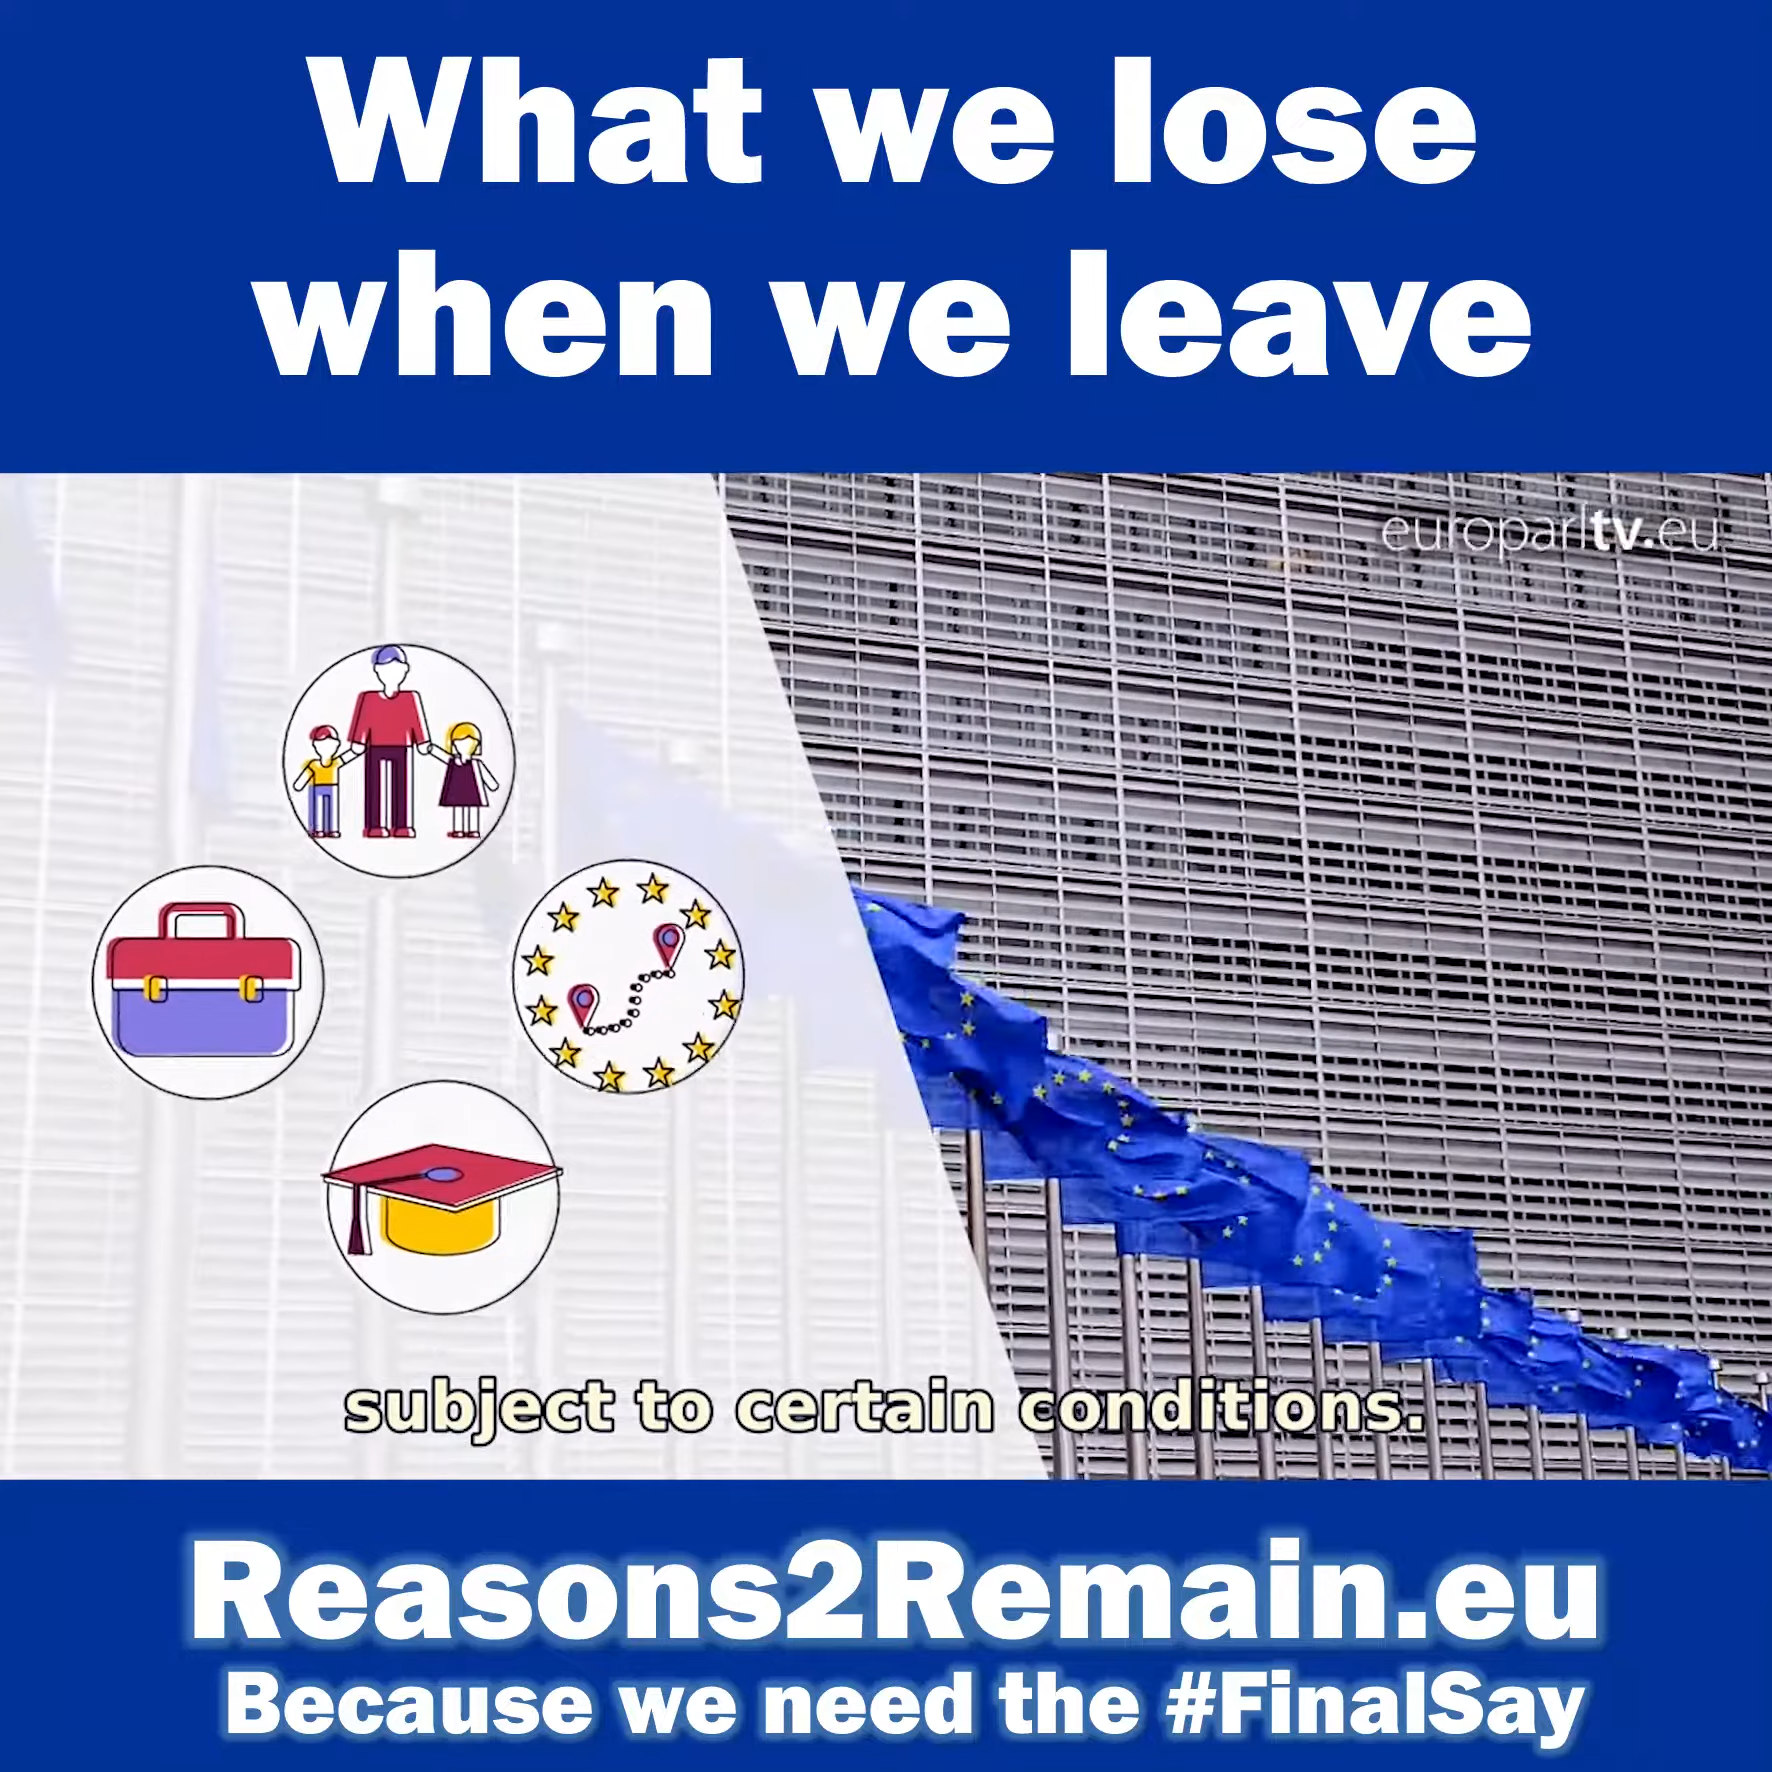 What we lose
when we leave
europarltv.eu
subject to certain conditions.
Reasons2Remain.eu
Because we need the #FinalSay